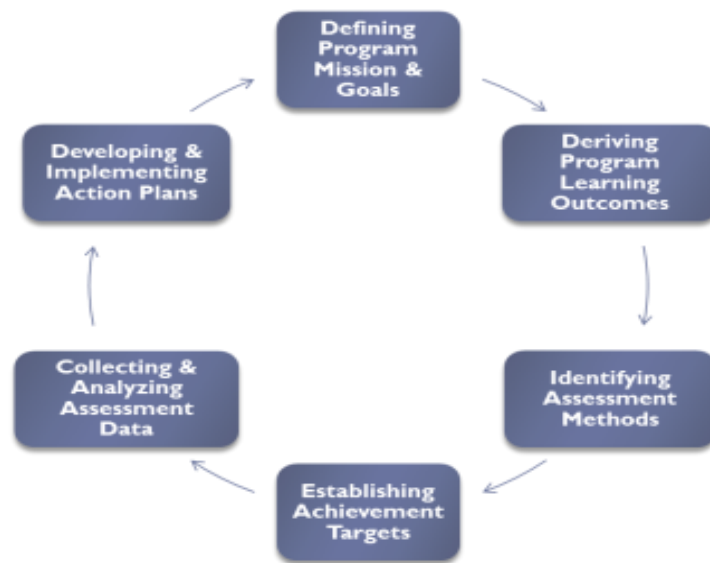 Defining
Program
Mission &
Goals
Deriving
Program
Learning
Outcomes
Identifying
Assessment
Methods
Establishing
Achievement
Targets
Collecting &
Analyzing
Assessment
Data
Developing &
Implementing
Action Plans